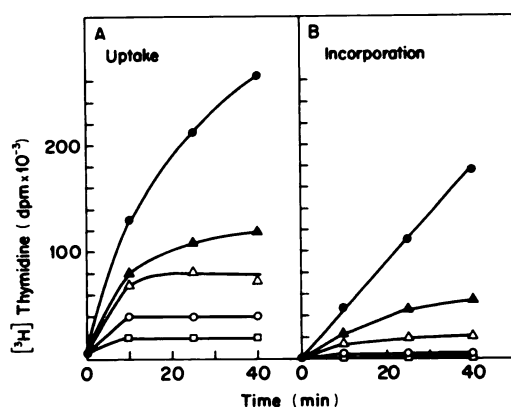 A
Uptake
B
Incorporation
[³H] Thymidine (dpm×10⁻³)
200
100
0
20
40
0
20
40
Time (min)